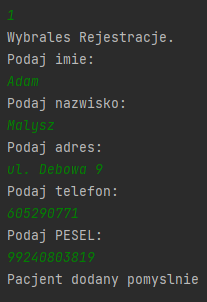 1
Wybrales Rejestracje.
Podaj imie:
Adam
Podaj nazwisko:
Malysz
Podaj adres:
ul. Debowa 9
Podaj telefon:
605290771
Podaj PESEL:
99240803819
Pacjent dodany pomyslnie